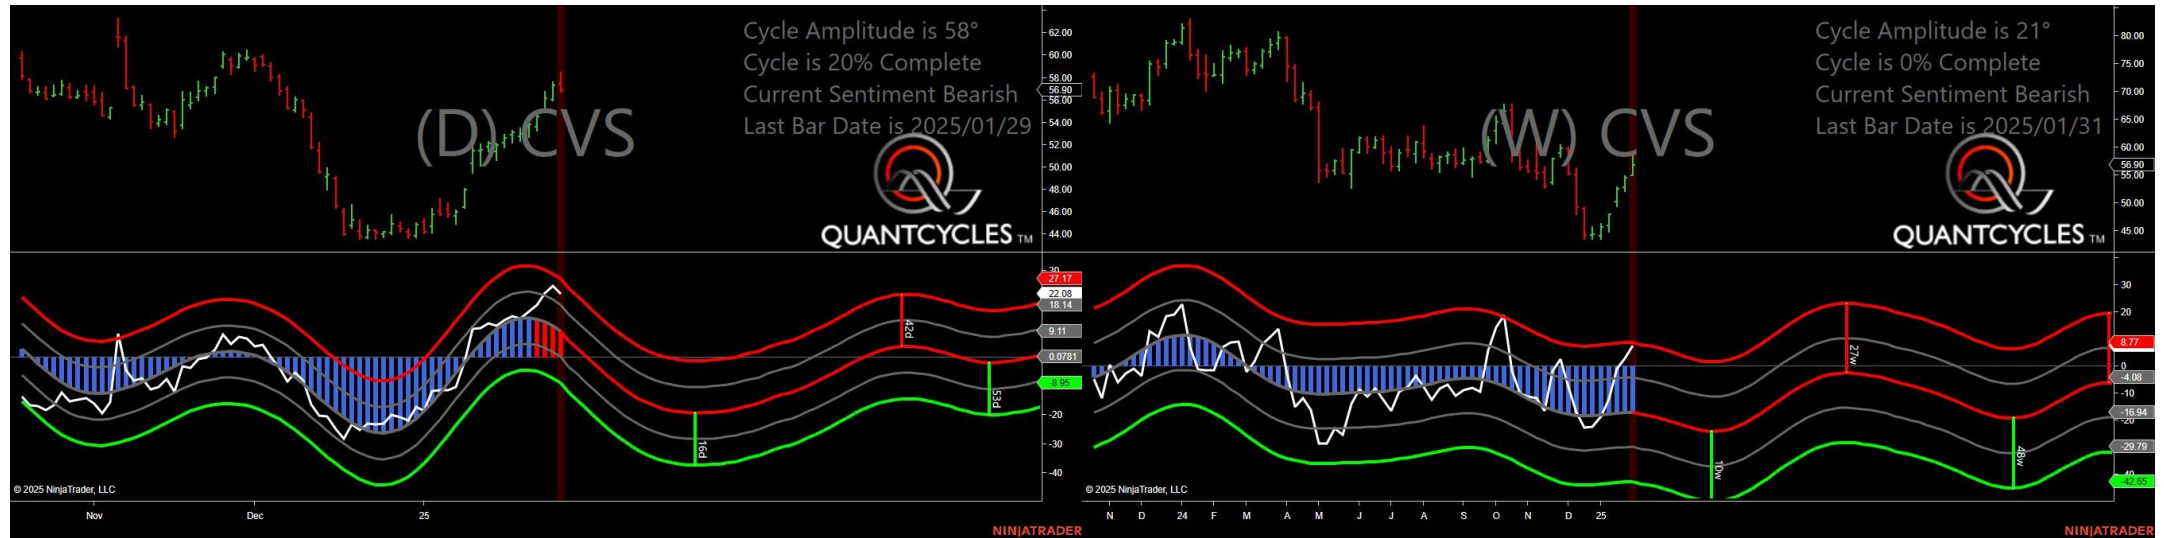 Cycle Amplitude is 58°
Cycle is 20% Complete
Current Sentiment Bearish
Last Bar Date is 2025/01/29
(D) CVS
QUANTCYCLES TM
62.00
60.00
58.00
56.90
56.00
54.00
52.00
50.00
48.00
46.00
44.00
30
27.17
22.08
18.14
9.11
0.0781
-8.95
-20
-30
-40
42d
53d
16d
© 2025 NinjaTrader, LLC
Nov
Dec
25
NINJATRADER
Cycle Amplitude is 21°
Cycle is 0% Complete
Current Sentiment Bearish
Last Bar Date is 2025/01/31
(W) CVS
QUANTCYCLES TM
80.00
75.00
70.00
65.00
60.00
56.90
55.00
50.00
45.00
30
20
8.77
0
-4.08
-10
-16.94
-20
-29.79
-40
-42.65
27w
10w
48w
© 2025 NinjaTrader, LLC
N D 24 F M A M J J A S O N D 25
NINJATRADER